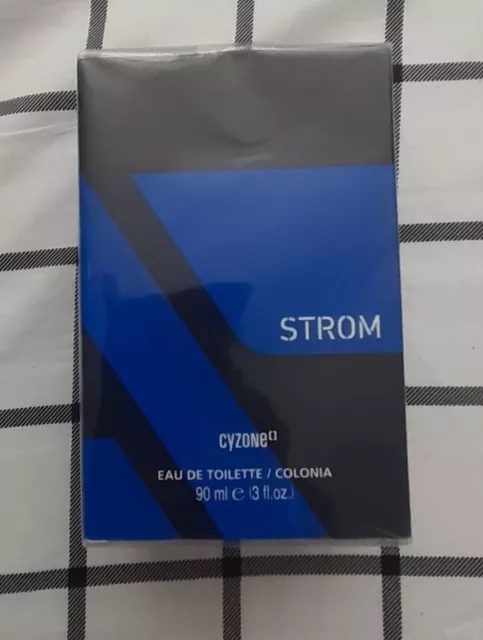 STROM
cyzone
EAU DE TOILETTE / COLONIA
90 ml ℮ (3 fl.oz.)